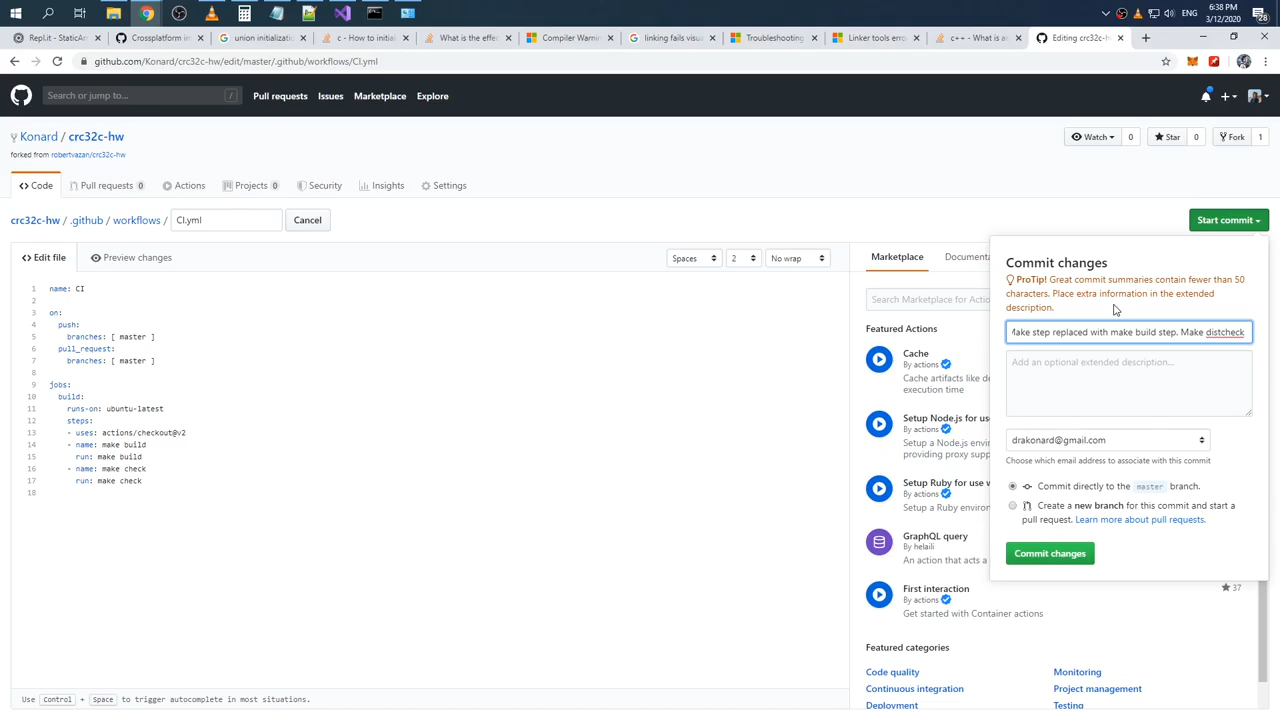 ENG
6:38 PM
3/12/2020
28
Repl.it - StaticAr
Crossplatform im
union initializatio
c - How to initial
What is the effec
Compiler Warnin
linking fails visua
Troubleshooting
Linker tools erro
c++ - What is a
Editing crc32c-h
github.com/Konard/crc32c-hw/edit/master/.github/workflows/CI.yml
Search or jump to...
/
Pull requests
Issues
Marketplace
Explore
Konard / crc32c-hw
forked from robertvazan/crc32c-hw
Watch
0
Star
0
Fork
1
Code
Pull requests 0
Actions
Projects 0
Security
Insights
Settings
crc32c-hw / .github / workflows /
CI.yml
Cancel
Start commit
Edit file
Preview changes
Spaces
2
No wrap
1 name: CI
2
3 on:
4 push:
5 branches: [ master ]
6 pull_request:
7 branches: [ master ]
8
9 jobs:
10 build:
11 runs-on: ubuntu-latest
12 steps:
13 - uses: actions/checkout@v2
14 - name: make build
15 run: make build
16 - name: make check
17 run: make check
18
Use Control + Space to trigger autocomplete in most situations.
Marketplace
Documenta
Search Marketplace for Actio
Featured Actions
Cache
By actions
Cache artifacts like de
execution time
Setup Node.js for use
By actions
Setup a Node.js envi
providing proxy supp
Setup Ruby for use w
By actions
Setup a Ruby environ
GraphQL query
By helaili
An action that acts a
First interaction
By actions
Get started with Container actions
37
Featured categories
Code quality
Monitoring
Continuous integration
Project management
Deployment
Testing
Commit changes
ProTip! Great commit summaries contain fewer than 50
characters. Place extra information in the extended
description.
Make step replaced with make build step. Make distcheck
Add an optional extended description...
drakonard@gmail.com
Choose which email address to associate with this commit
Commit directly to the master branch.
Create a new branch for this commit and start a
pull request. Learn more about pull requests.
Commit changes